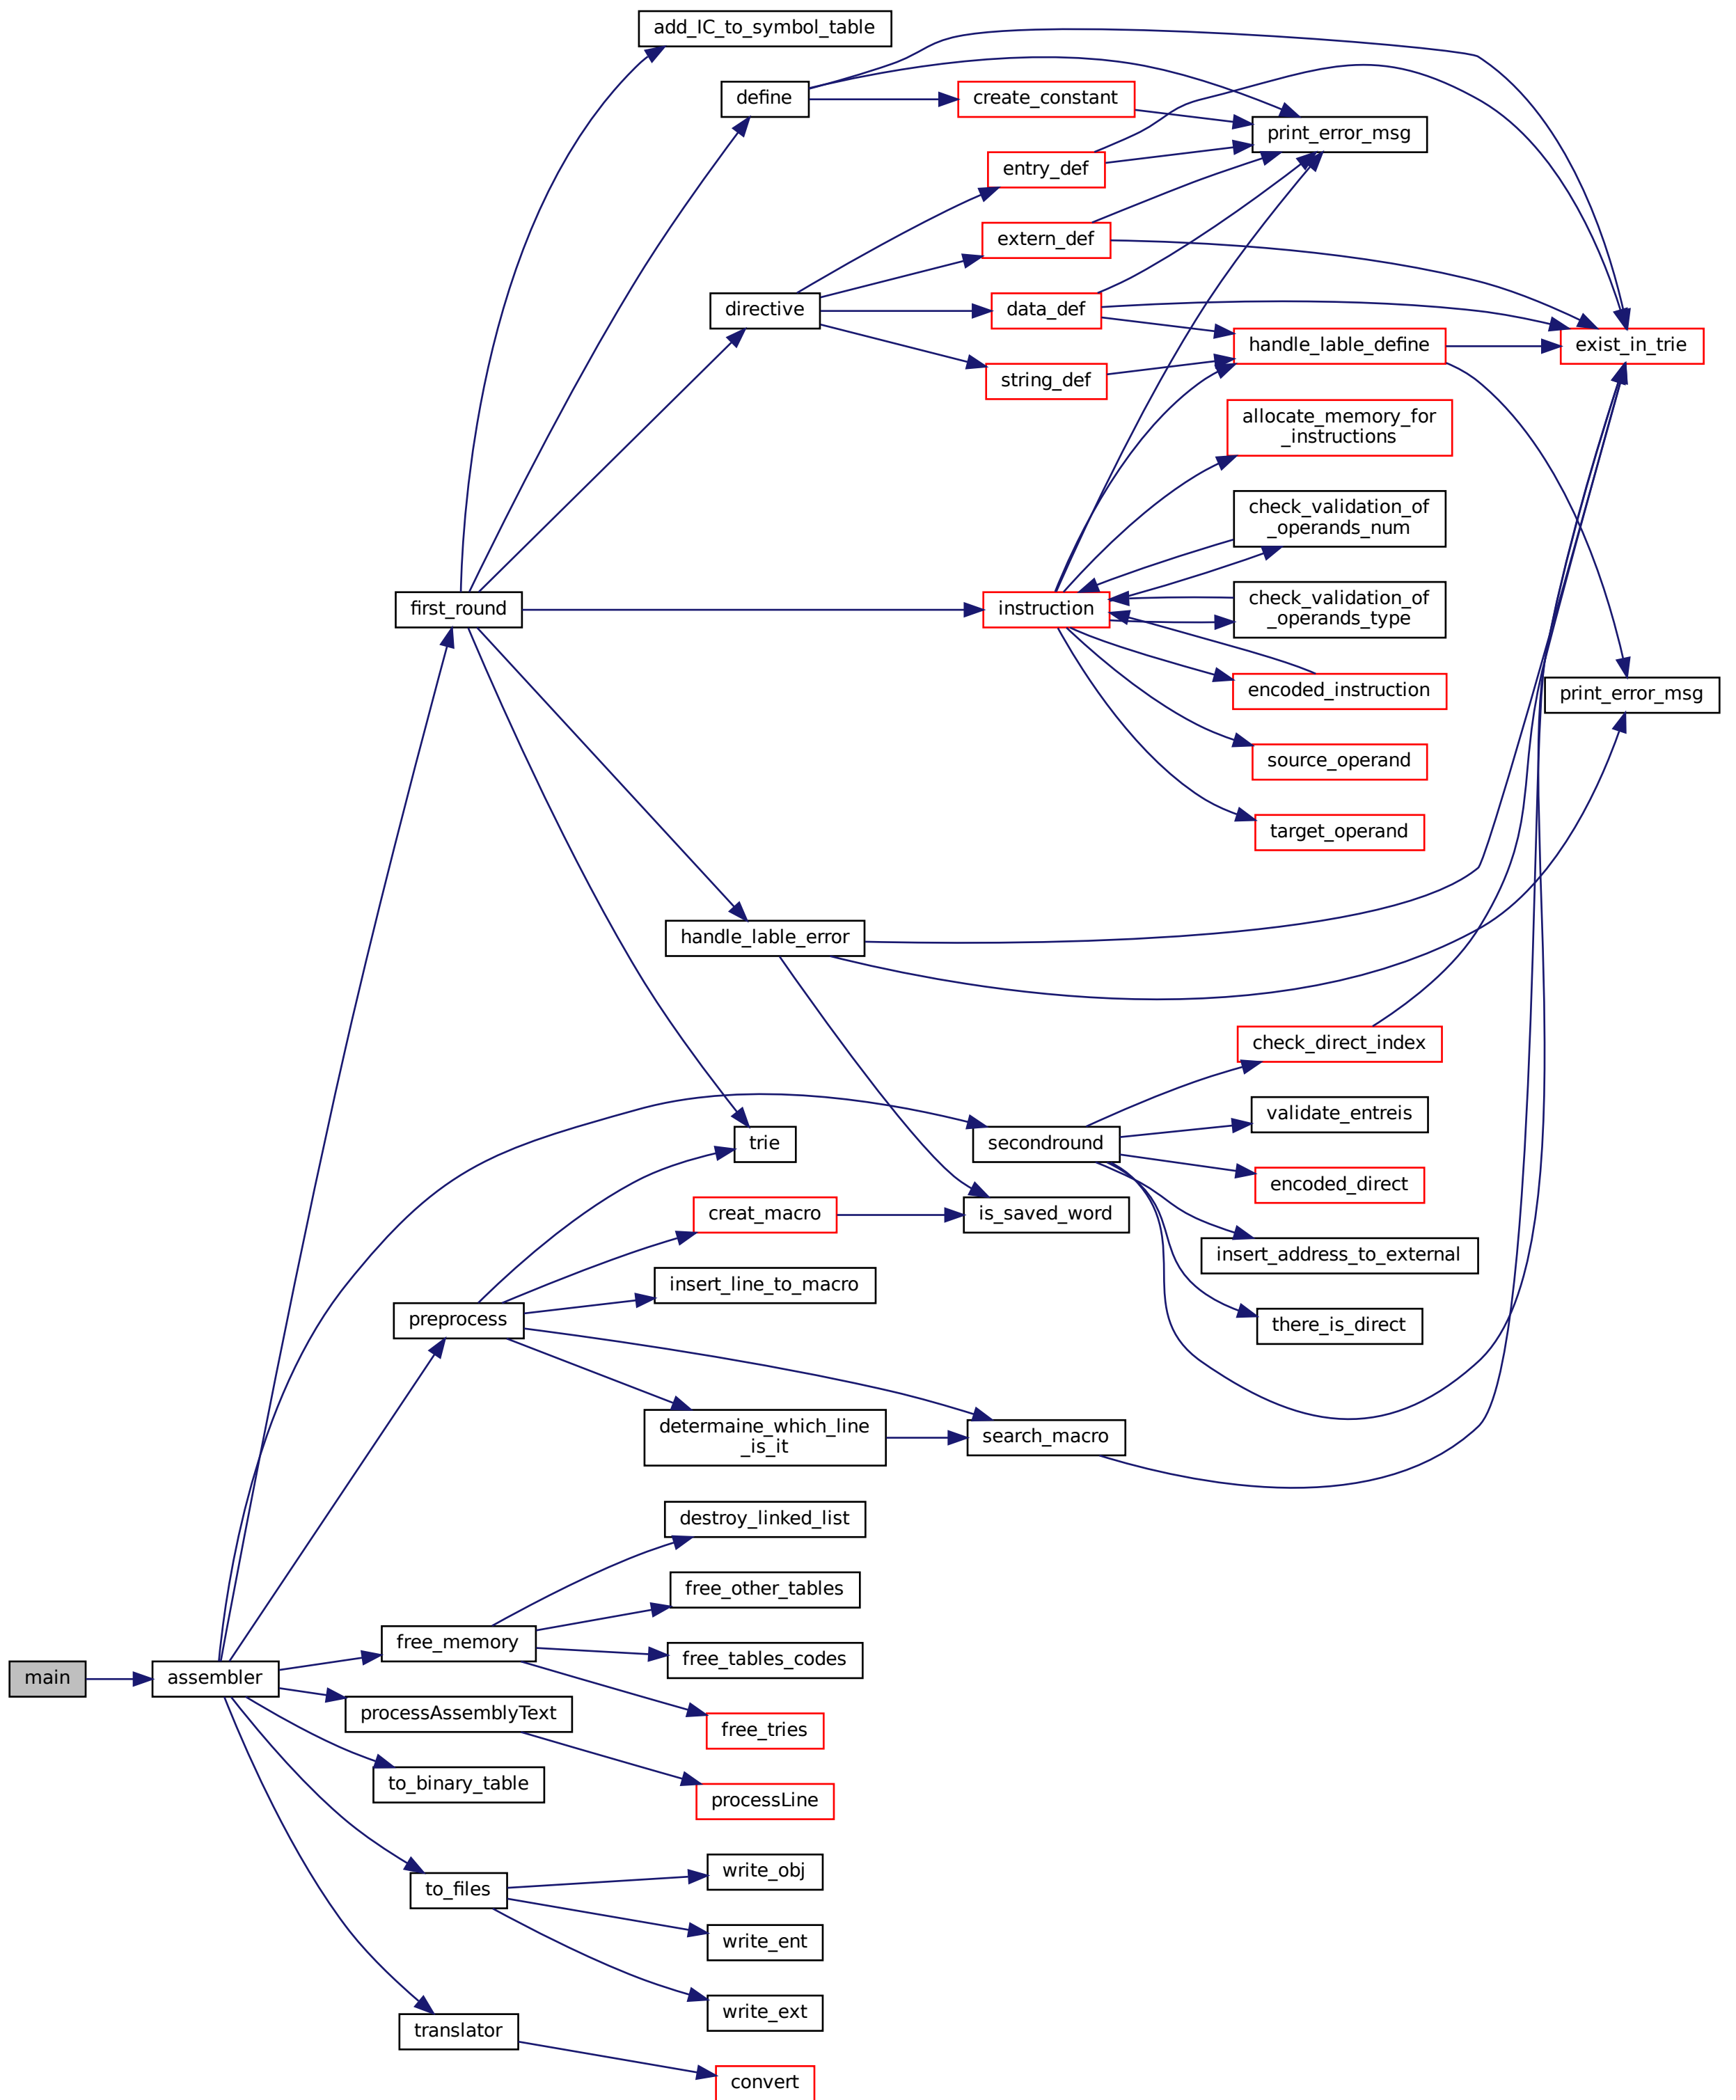 add_IC_to_symbol_table
define
create_constant
print_error_msg
entry_def
extern_def
directive
data_def
handle_lable_define
exist_in_trie
string_def
allocate_memory_for
_instructions
check_validation_of
_operands_num
first_round
instruction
check_validation_of
_operands_type
encoded_instruction
print_error_msg
source_operand
target_operand
handle_lable_error
check_direct_index
validate_entreis
trie
secondround
encoded_direct
creat_macro
is_saved_word
insert_address_to_external
insert_line_to_macro
preprocess
there_is_direct
determaine_which_line
_is_it
search_macro
destroy_linked_list
free_other_tables
free_memory
free_tables_codes
main
assembler
processAssemblyText
free_tries
to_binary_table
processLine
write_obj
to_files
write_ent
write_ext
translator
convert